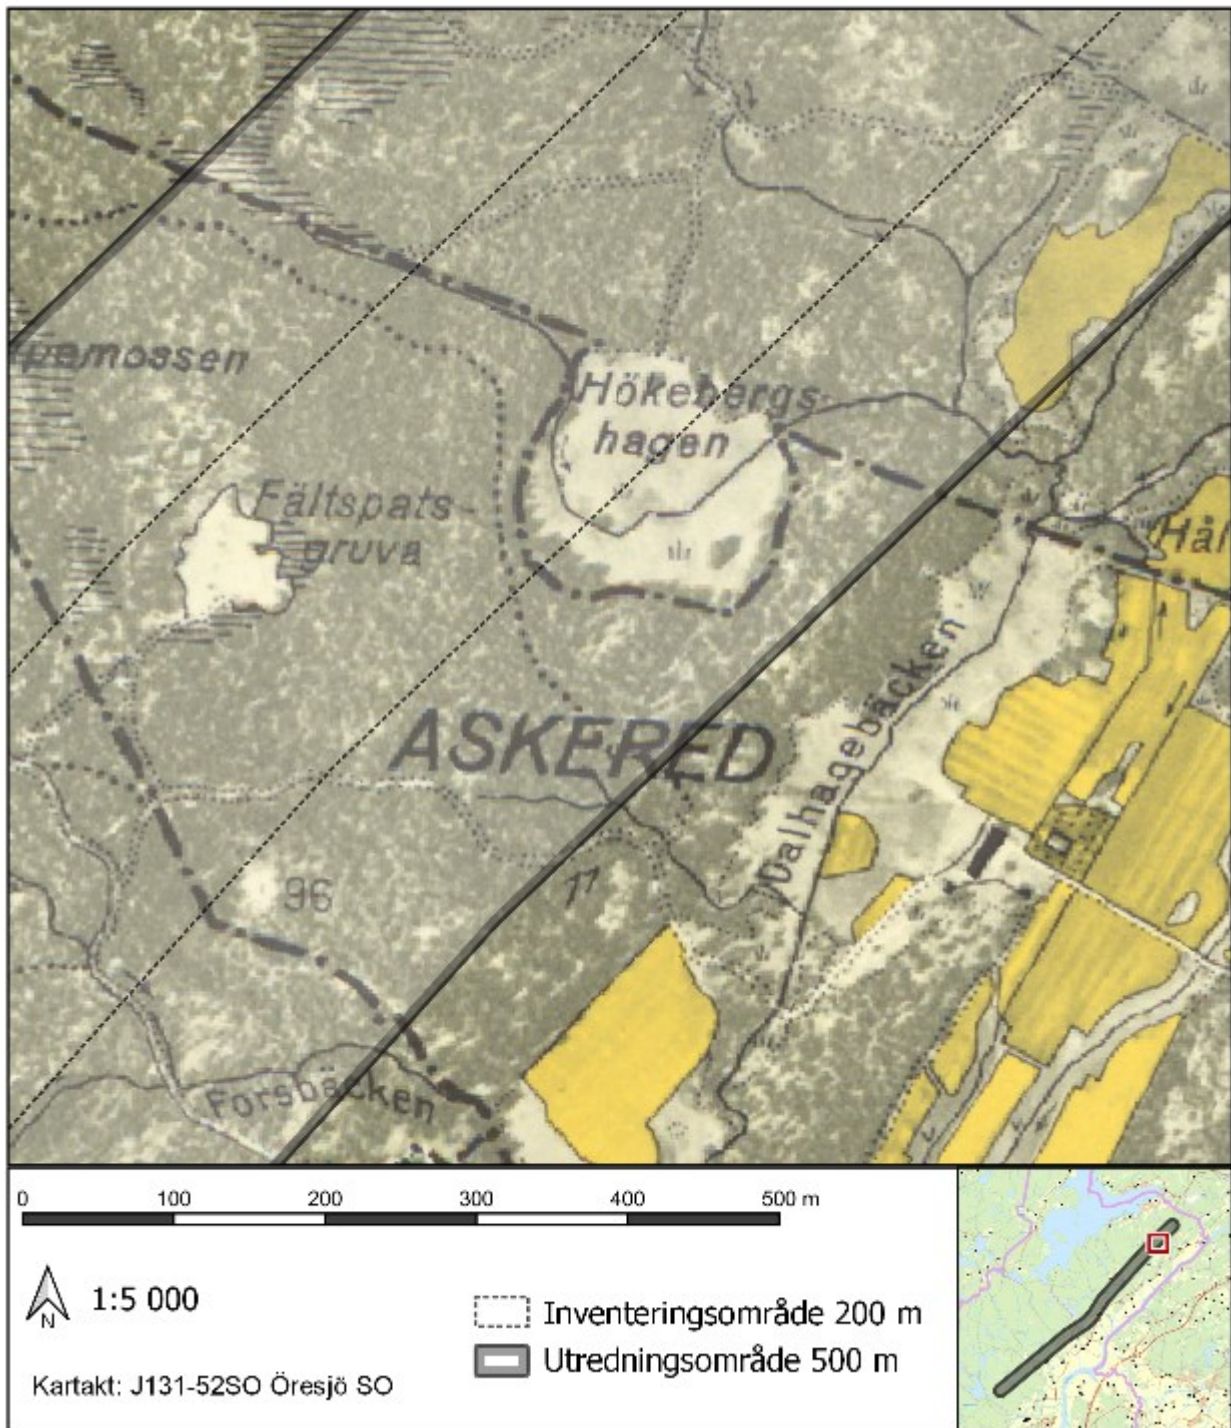 mossen
Hökebergs-
hagen
Fältspats-
gruva
Hål
ASKERED
Dalhagebäcken
96
Forsbäcken
0 100 200 300 400 500 m
N
1:5 000
Inventeringsområde 200 m
Utredningsområde 500 m
Kartakt: J131-52SO Öresjö SO